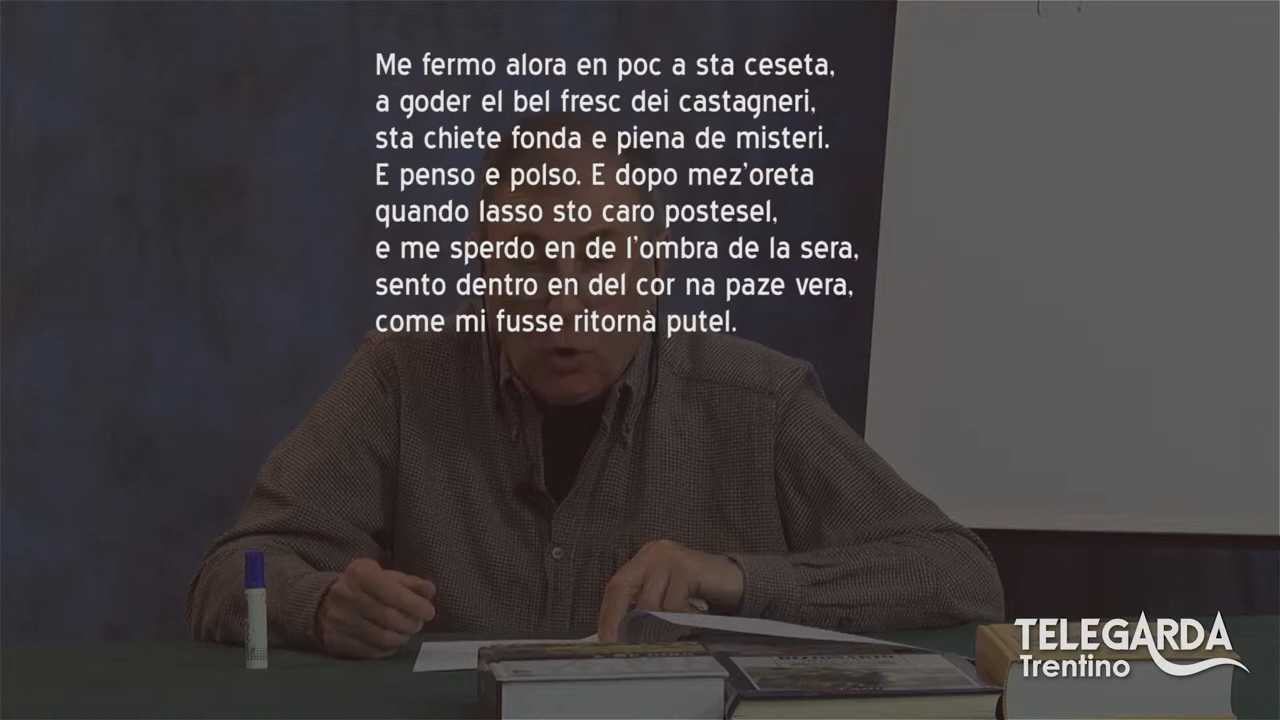 Me fermo alora en poc a sta ceseta,
a goder el bel fresc dei castagneri,
sta chiete fonda e piena de misteri.
E penso e polso. E dopo mez'oreta
quando lasso sto caro postesel,
e me sperdo en de l'ombra de la sera,
sento dentro en del cor na paze vera,
come mi fusse ritornà putel.
TELEGARDA
Trentino